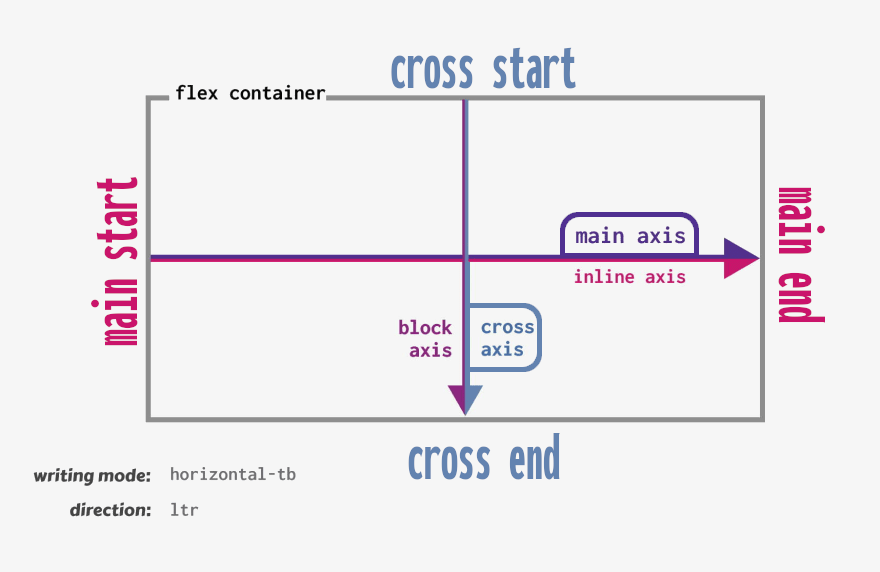 cross start
flex container
main start
main axis
main end
inline axis
block
axis
cross
axis
cross end
writing mode: horizontal-tb
direction: ltr